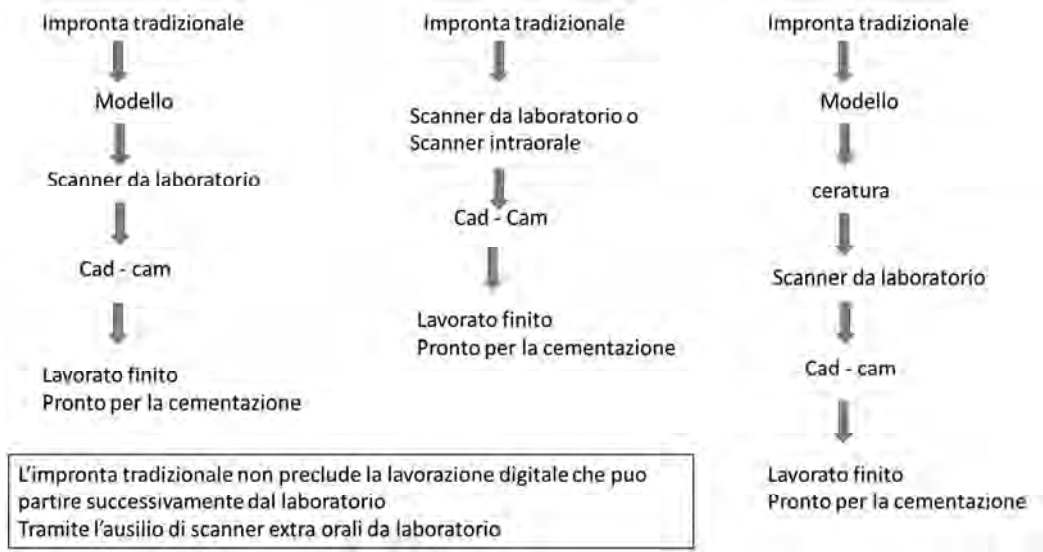 Impronta tradizionale
Modello
Scanner da laboratorio
Cad - cam
Lavorato finito
Pronto per la cementazione
Impronta tradizionale
Scanner da laboratorio o
Scanner intraorale
Cad - Cam
Lavorato finito
Pronto per la cementazione
Impronta tradizionale
Modello
ceratura
Scanner da laboratorio
Cad - cam
Lavorato finito
Pronto per la cementazione
L'impronta tradizionale non preclude la lavorazione digitale che puo
partire successivamente dal laboratorio
Tramite l'ausilio di scanner extra orali da laboratorio